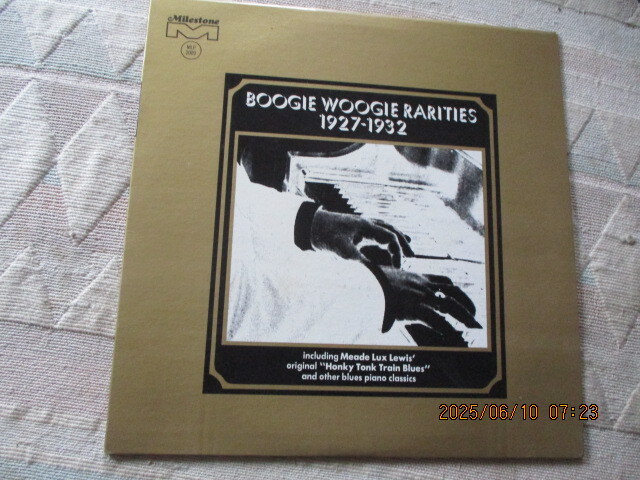 Milestone
MLP
BOOGIE WOOGIE RARITIES
1927-1932
including Meade Lux Lewis'
original "Honky Tonk Train Blues"
and other blues piano classics
2025/06/10 07:23